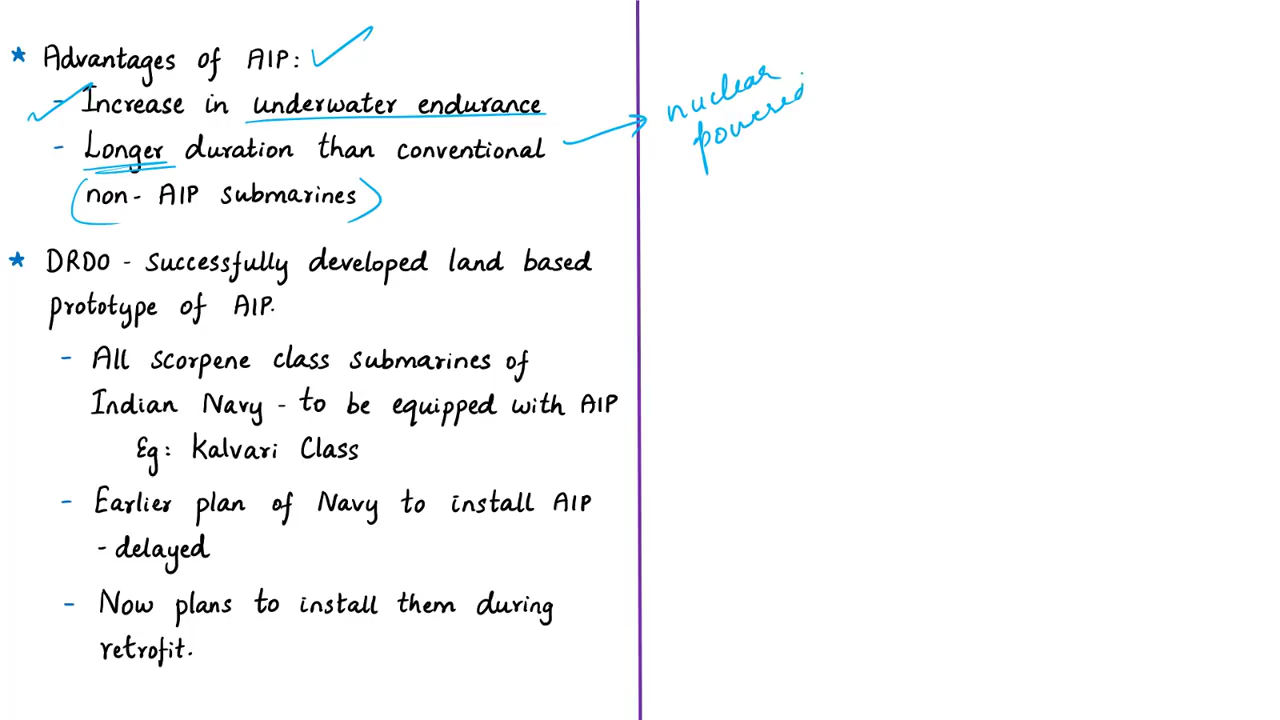 * Advantages of AIP:
- Increase in underwater endurance
- Longer duration than conventional
non- AIP submarines
* DRDO - successfully developed land based
prototype of AIP.
- All scorpene class submarines of
Indian Navy - to be equipped with AIP
Eg: Kalvari Class
- Earlier plan of Navy to install AIP
- delayed
- Now plans to install them during
retrofit.
nuclear
powered